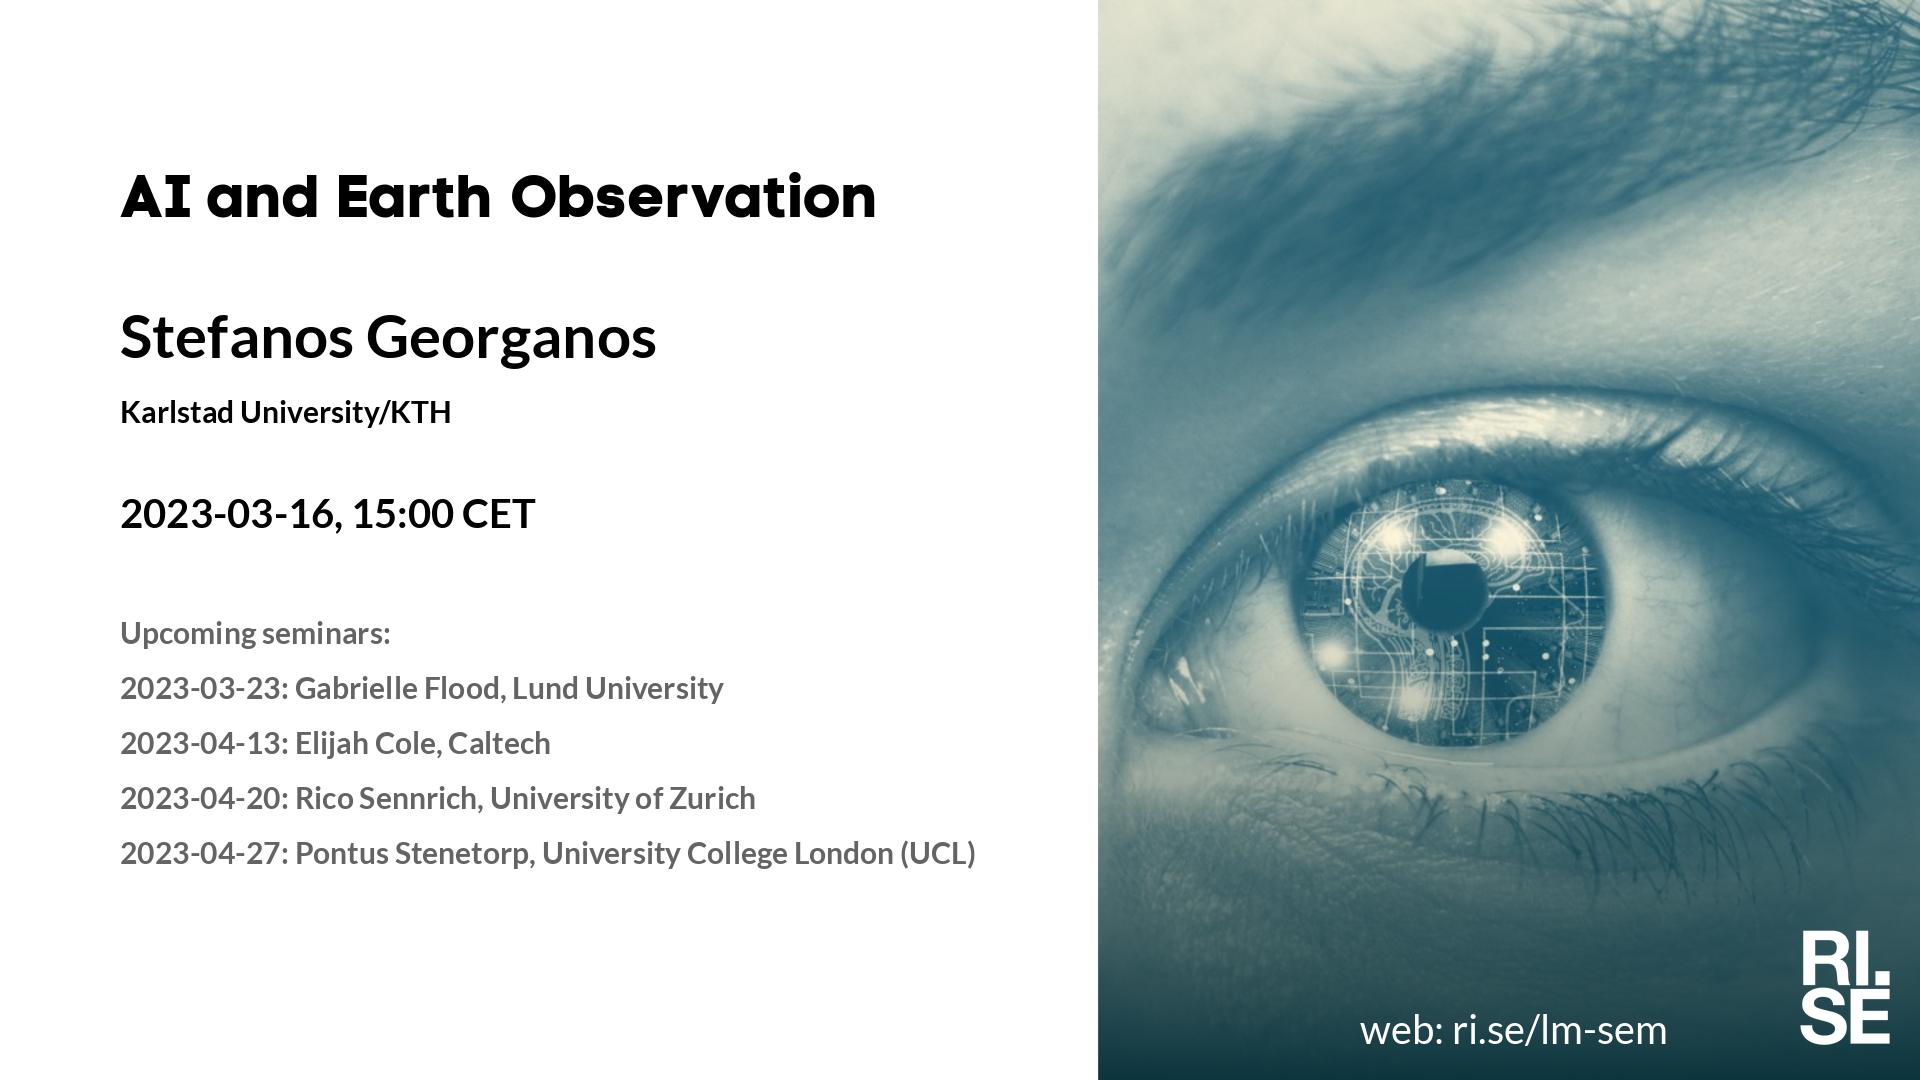 AI and Earth Observation
Stefanos Georganos
Karlstad University/KTH
2023-03-16, 15:00 CET
Upcoming seminars:
2023-03-23: Gabrielle Flood, Lund University
2023-04-13: Elijah Cole, Caltech
2023-04-20: Rico Sennrich, University of Zurich
2023-04-27: Pontus Stenetorp, University College London (UCL)
web: ri.se/lm-sem
RI.
SE